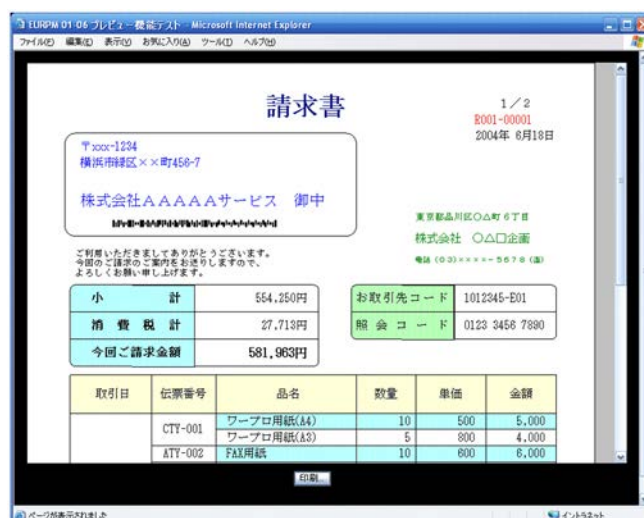 EURPM 01-06 プレビュー機能テスト - Microsoft Internet Explorer
ファイル(F) 編集(E) 表示(V) お気に入り(A) ツール(T) ヘルプ(H)
請求書
1/2
R001-00001
2004年 6月18日
〒xxx-1234
横浜市緑区××町456-7
株式会社AAAAAサービス 御中
東京都品川区○△町6丁目
株式会社 ○△□企画
電話 (03)××××-5678 (直)
ご利用いただきましてありがとうございます。
今回のご請求のご案内をお送りしますので、
よろしくお願い申し上げます。
小計 554,250円
消費税計 27,713円
今回ご請求金額 581,963円
お取引先コード 1012345-E01
照会コード 0123 3456 7890
取引日 伝票番号 品名 数量 単価 金額
CTY-001 ワープロ用紙(A4) 10 500 5,000
ワープロ用紙(A3) 5 800 4,000
ATY-002 FAX用紙 10 600 6,000
印刷...
ページが表示されました
イントラネット